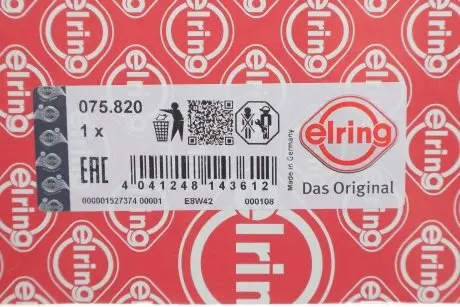 075.820
1 x
EAC
4 041248 143612
000001527374 00001 E8W42 000108
Made in Germany
elring
Das Original